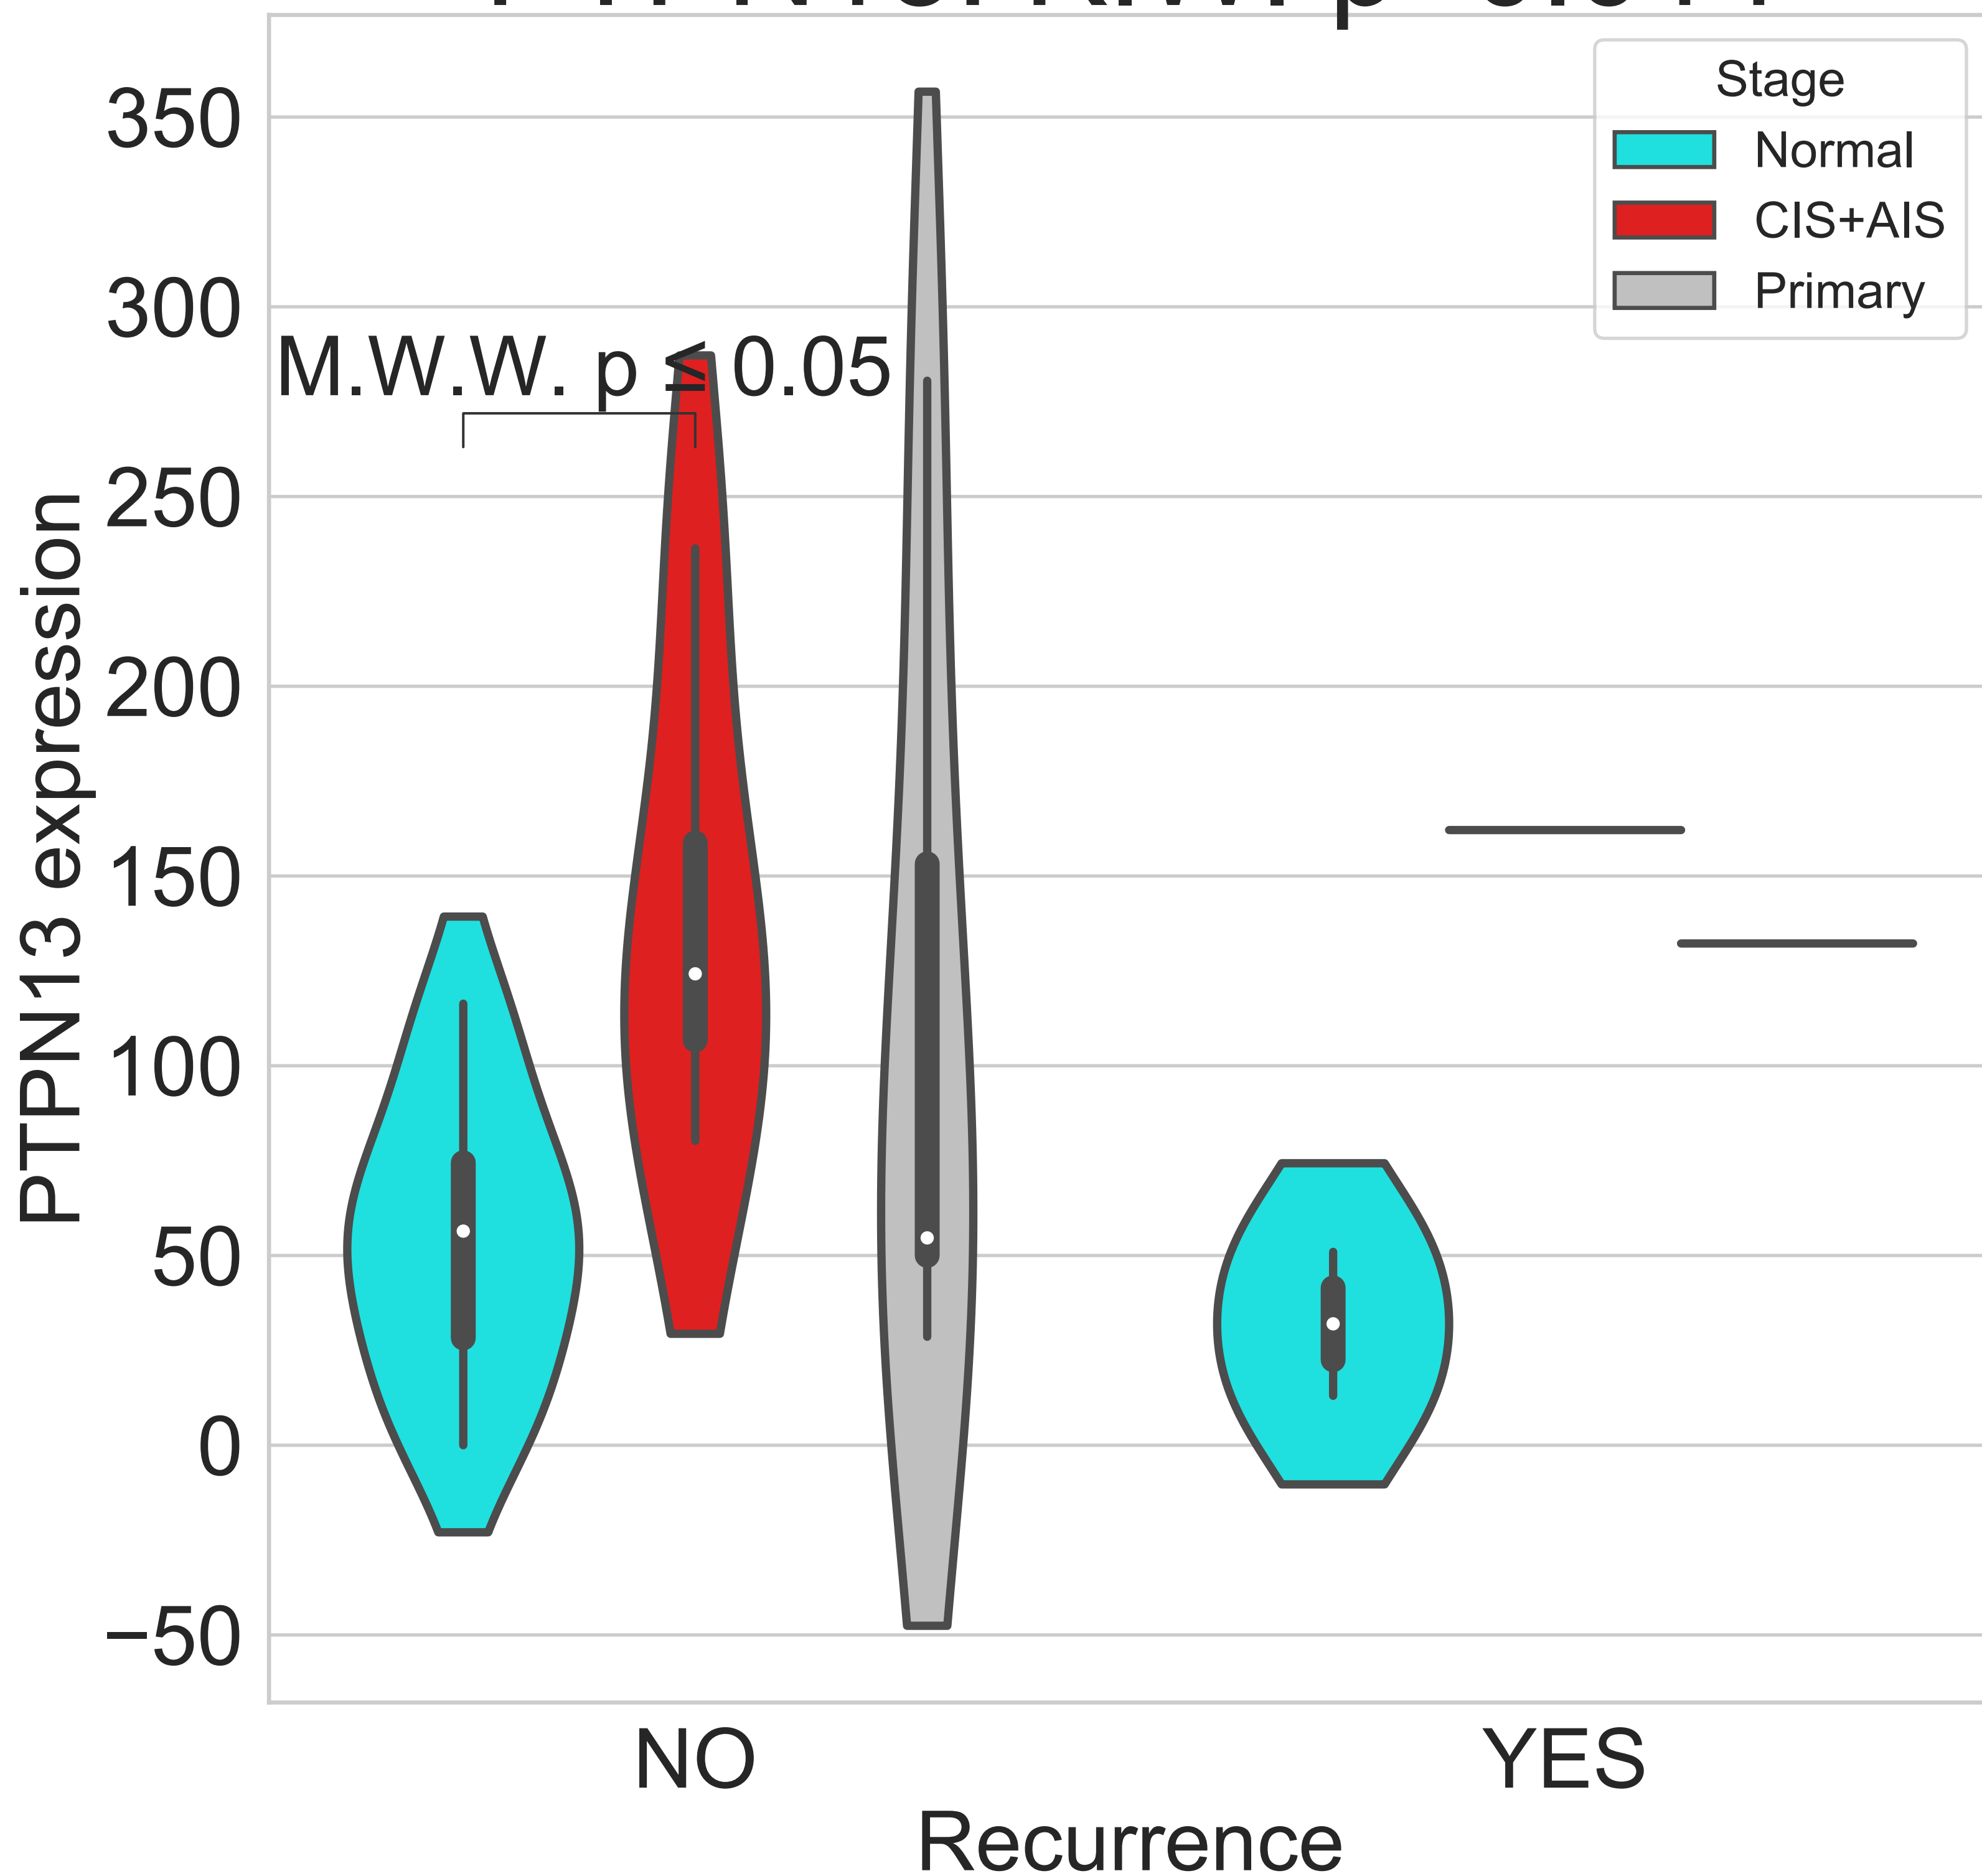 350
300
250
200
150
100
50
0
−50
PTPN13 expression
M.W.W. p ≤ 0.05
Stage
Normal
CIS+AIS
Primary
NO
YES
Recurrence